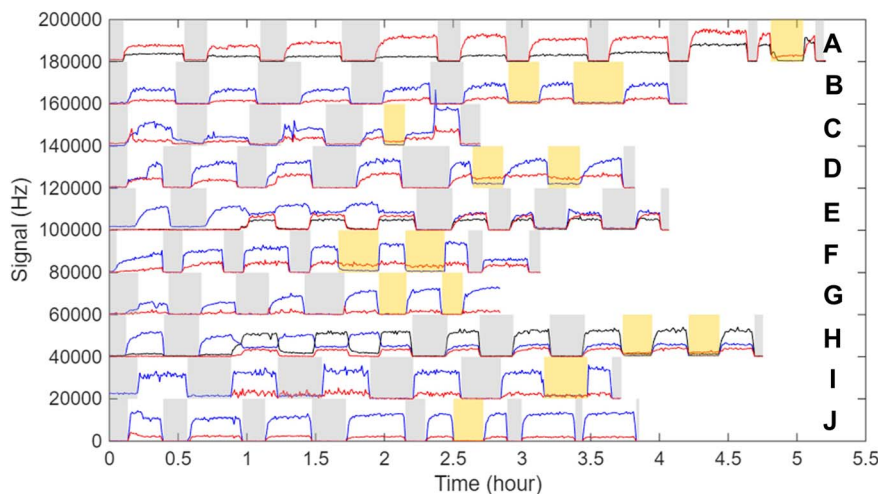 200000
180000
160000
140000
120000
100000
80000
60000
40000
20000
0
Signal (Hz)
A
B
C
D
E
F
G
H
I
J
0 0.5 1 1.5 2 2.5 3 3.5 4 4.5 5 5.5
Time (hour)